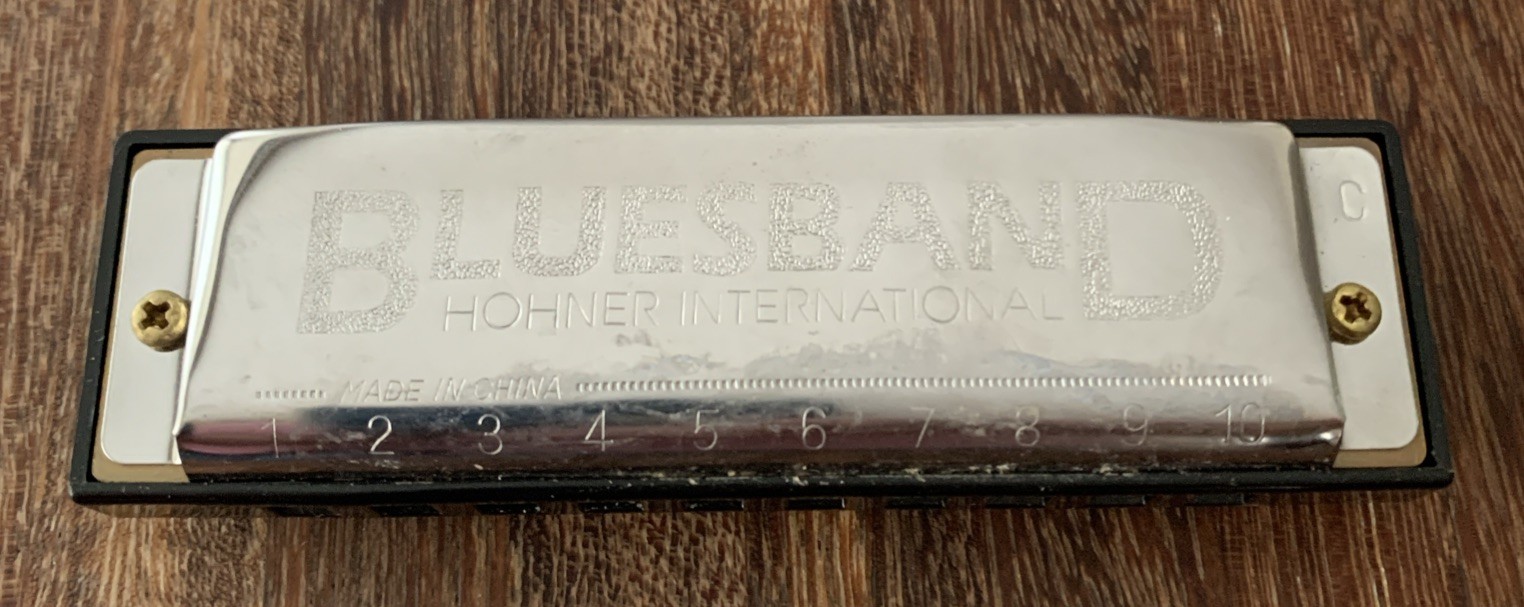 BLUESBAND
C
HOHNER INTERNATIONAL
MADE IN CHINA
1 2 3 4 5 6 7 8 9 10